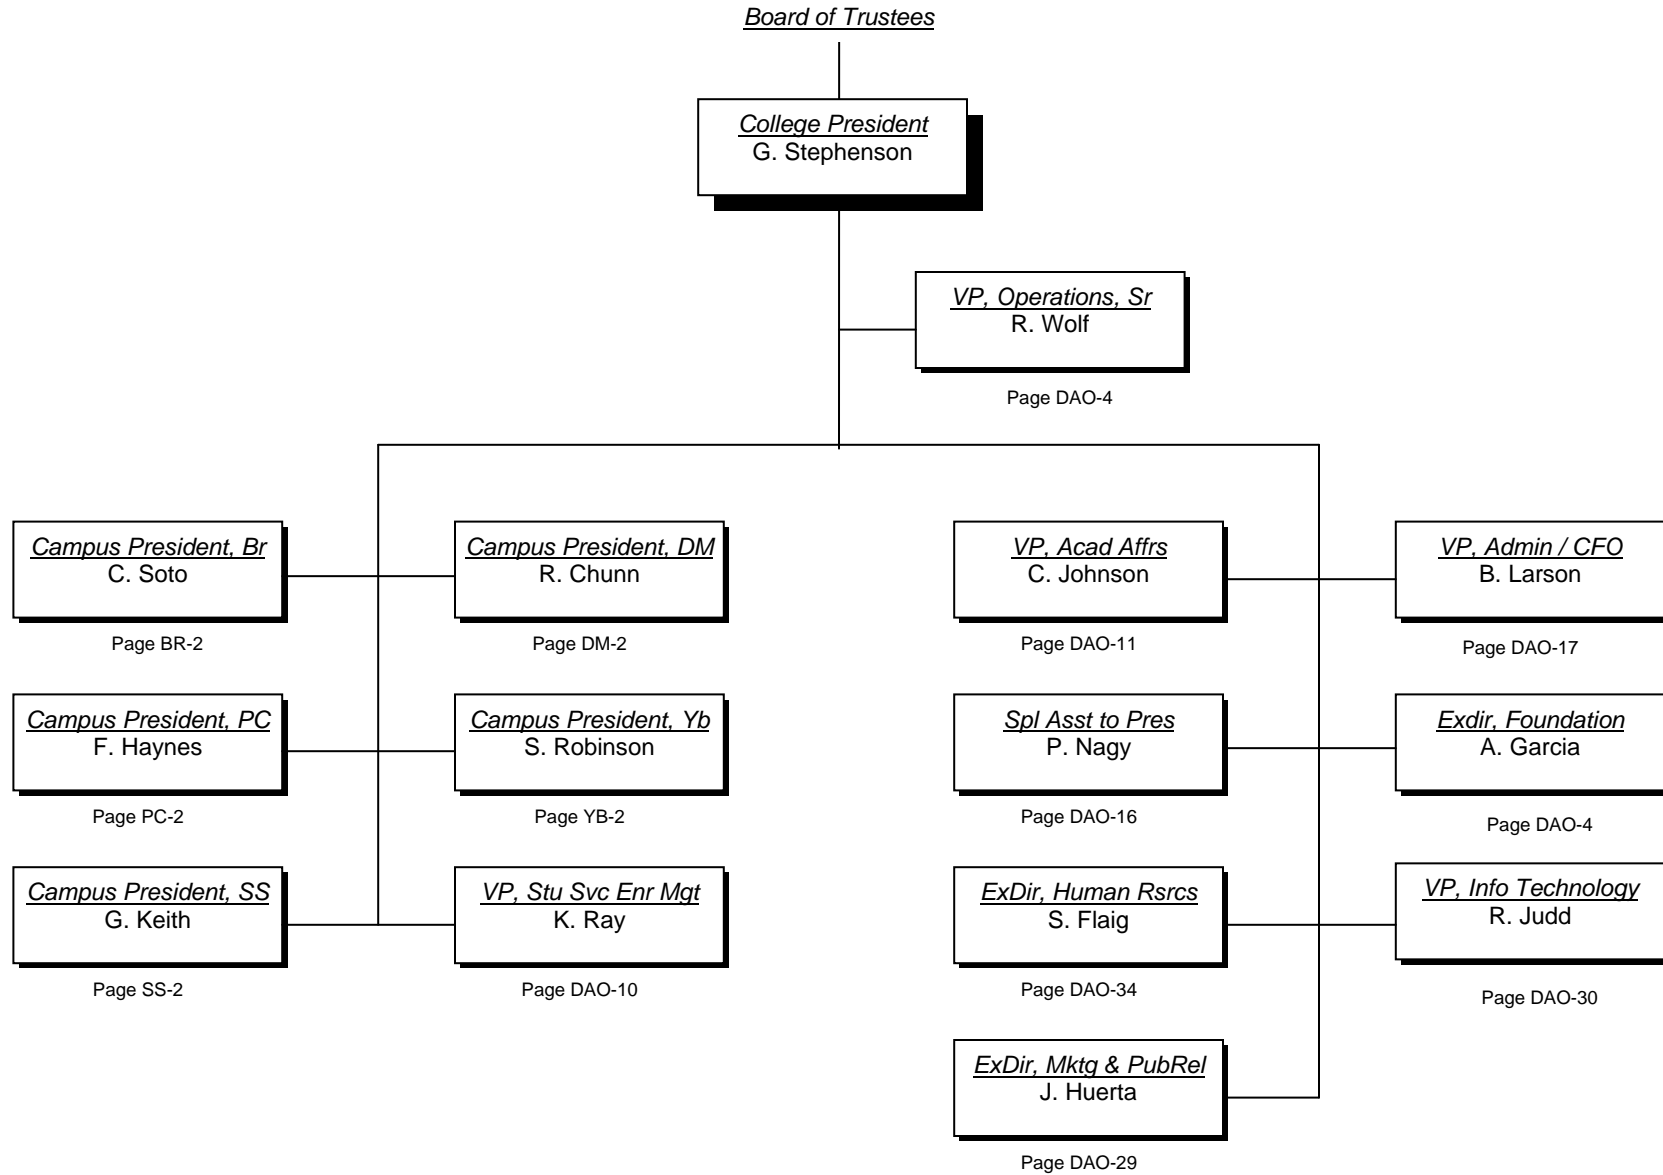 Board of Trustees
College President
G. Stephenson
VP, Operations, Sr
R. Wolf
Page DAO-4
Campus President, Br
C. Soto
Page BR-2
Campus President, DM
R. Chunn
Page DM-2
VP, Acad Affrs
C. Johnson
Page DAO-11
VP, Admin / CFO
B. Larson
Page DAO-17
Campus President, PC
F. Haynes
Page PC-2
Campus President, Yb
S. Robinson
Page YB-2
Spl Asst to Pres
P. Nagy
Page DAO-16
Exdir, Foundation
A. Garcia
Page DAO-4
Campus President, SS
G. Keith
Page SS-2
VP, Stu Svc Enr Mgt
K. Ray
Page DAO-10
ExDir, Human Rsrcs
S. Flaig
Page DAO-34
VP, Info Technology
R. Judd
Page DAO-30
ExDir, Mktg & PubRel
J. Huerta
Page DAO-29